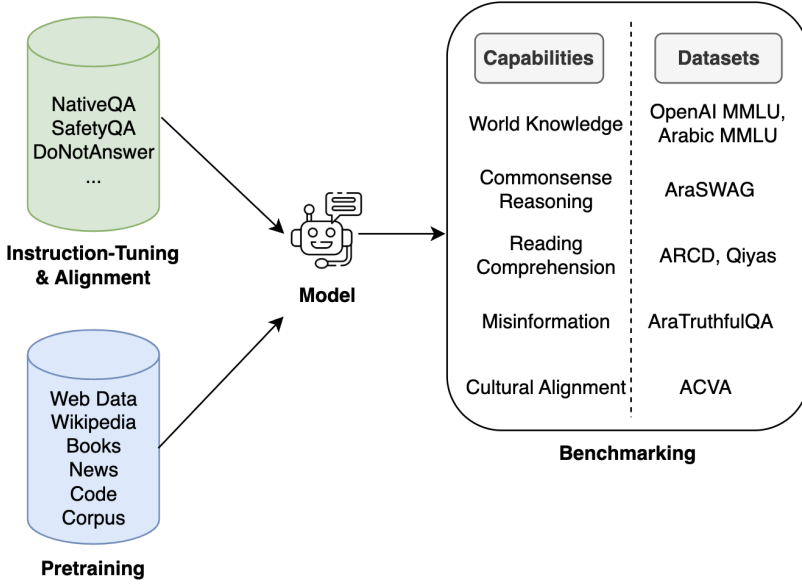 NativeQA
SafetyQA
DoNotAnswer
...
Instruction-Tuning
& Alignment
Web Data
Wikipedia
Books
News
Code
Corpus
Pretraining
Model
Capabilities
Datasets
World Knowledge
OpenAI MMLU,
Arabic MMLU
Commonsense
Reasoning
AraSWAG
Reading
Comprehension
ARCD, Qiyas
Misinformation
AraTruthfulQA
Cultural Alignment
ACVA
Benchmarking